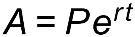 A = Pe^{rt}